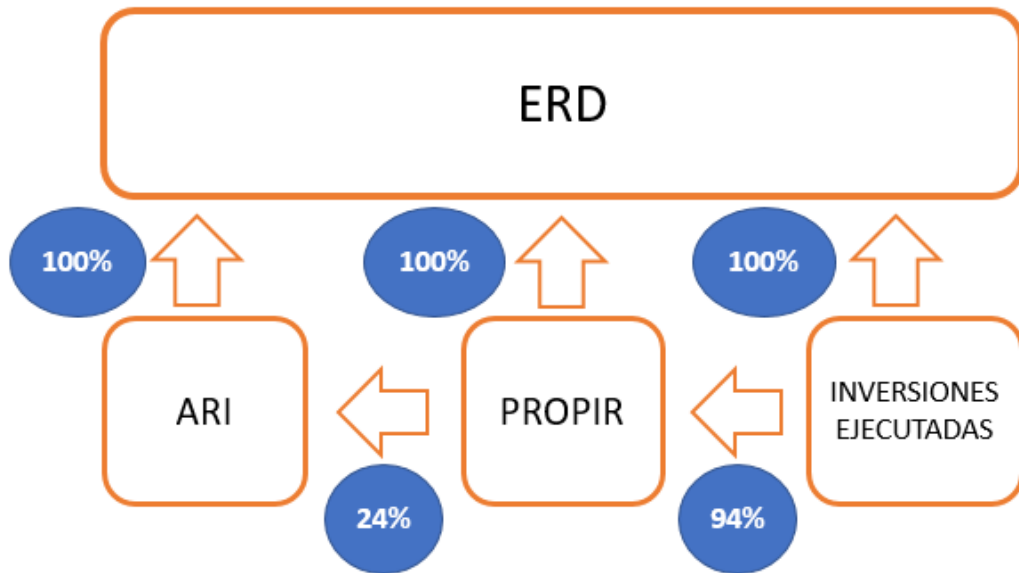 ERD
100%
100%
100%
ARI
PROPIR
INVERSIONES
EJECUTADAS
24%
94%